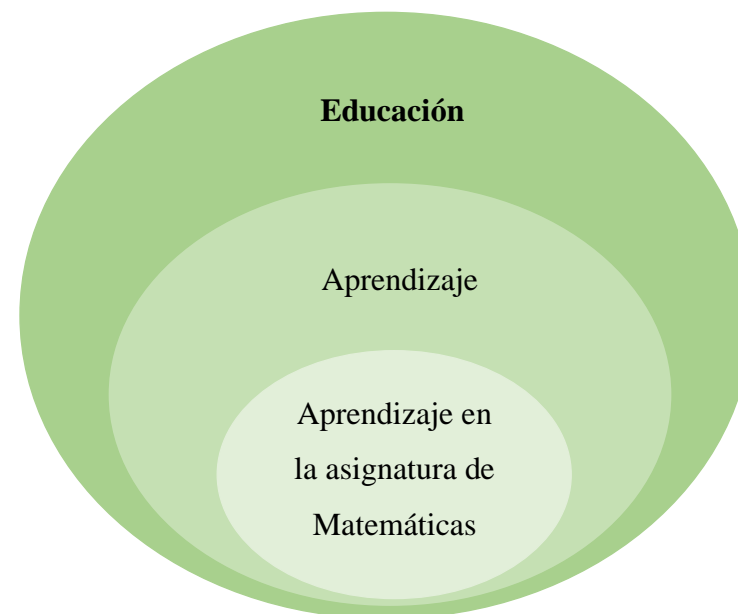 Educación
Aprendizaje
Aprendizaje en
la asignatura de
Matemáticas